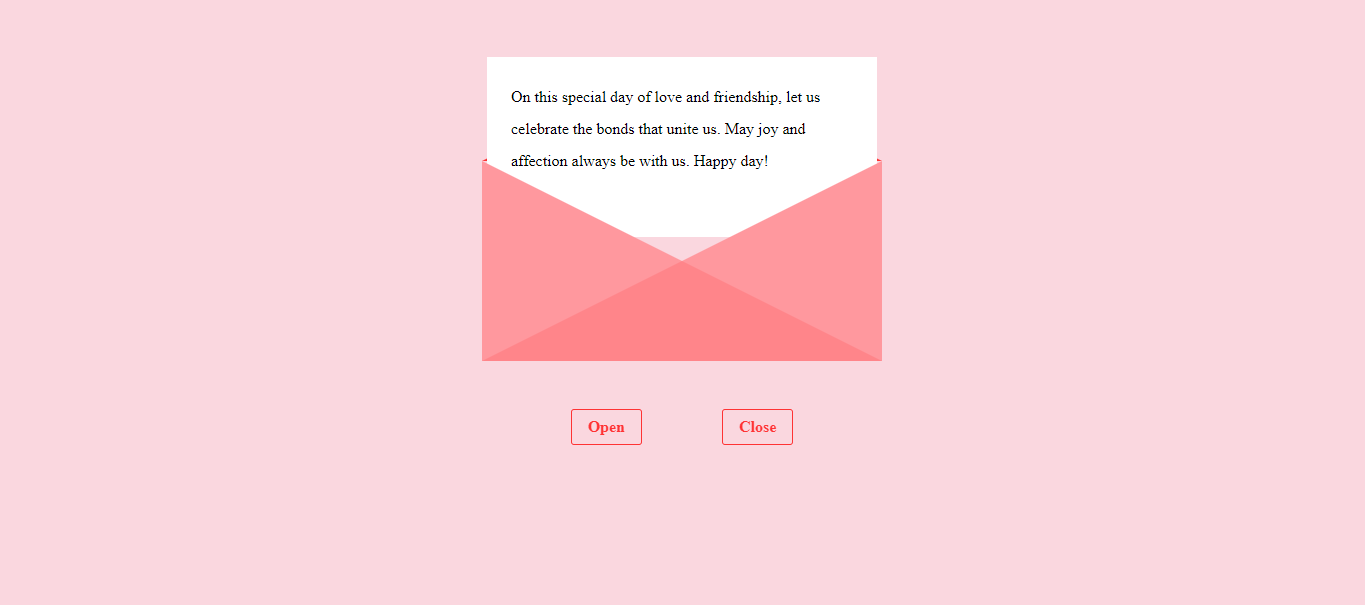 On this special day of love and friendship, let us
celebrate the bonds that unite us. May joy and
affection always be with us. Happy day!
Open
Close